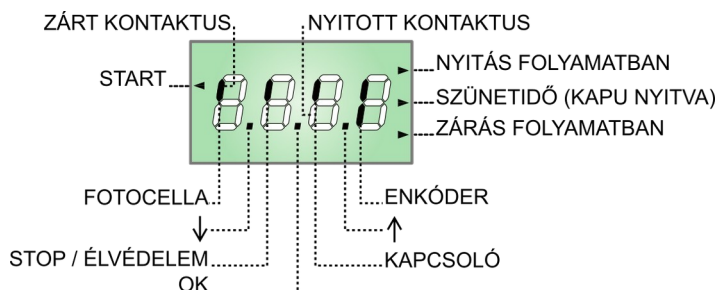 ZÁRT KONTAKTUS
NYITOTT KONTAKTUS
START
NYITÁS FOLYAMATBAN
SZÜNETIDŐ (KAPU NYITVA)
ZÁRÁS FOLYAMATBAN
FOTOCELLA
ENKÓDER
↓
↑
STOP / ÉLVÉDELEM
KAPCSOLÓ
OK